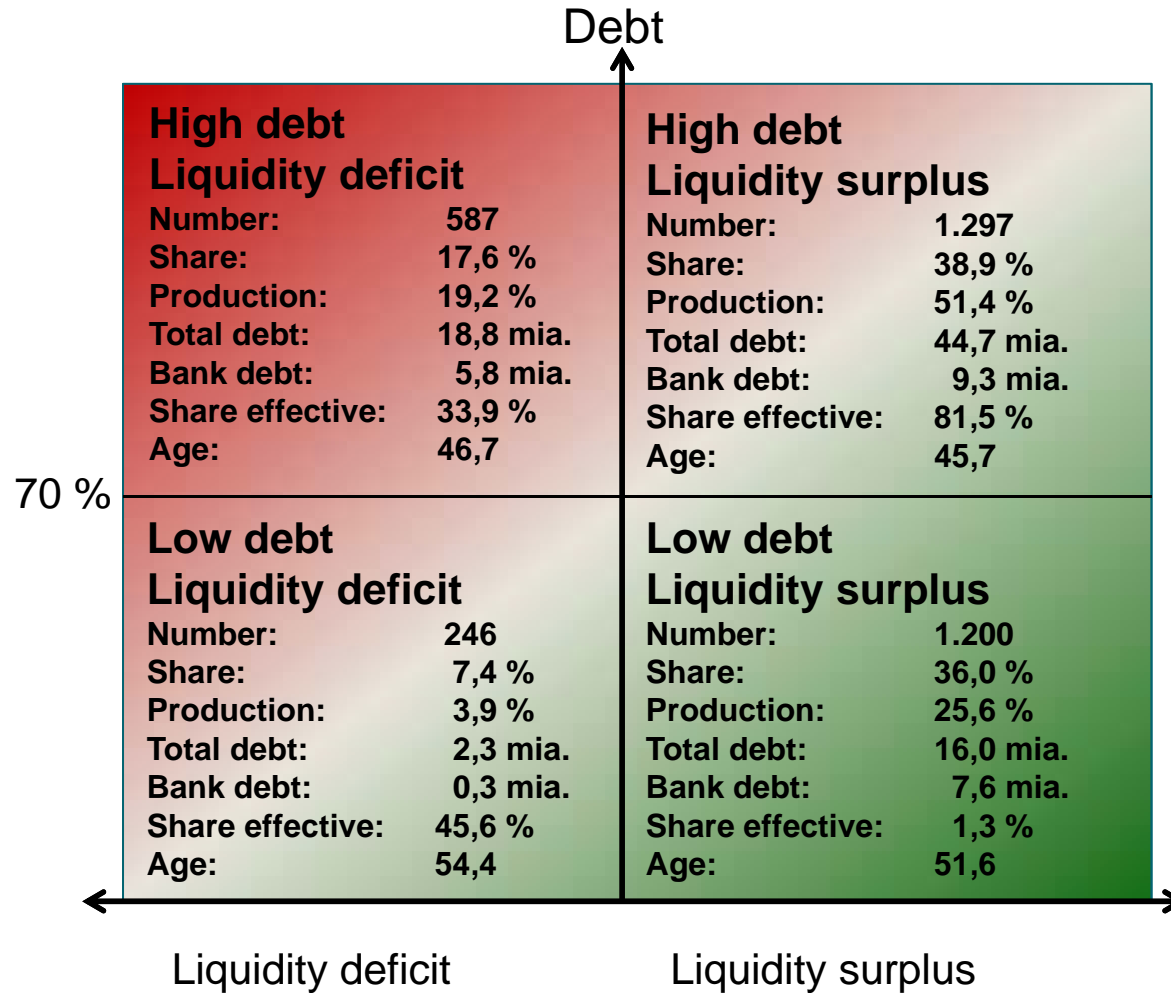 Debt
High debt
Liquidity deficit
Number: 587
Share: 17,6 %
Production: 19,2 %
Total debt: 18,8 mia.
Bank debt: 5,8 mia.
Share effective: 33,9 %
Age: 46,7
High debt
Liquidity surplus
Number: 1.297
Share: 38,9 %
Production: 51,4 %
Total debt: 44,7 mia.
Bank debt: 9,3 mia.
Share effective: 81,5 %
Age: 45,7
70 %
Low debt
Liquidity deficit
Number: 246
Share: 7,4 %
Production: 3,9 %
Total debt: 2,3 mia.
Bank debt: 0,3 mia.
Share effective: 45,6 %
Age: 54,4
Low debt
Liquidity surplus
Number: 1.200
Share: 36,0 %
Production: 25,6 %
Total debt: 16,0 mia.
Bank debt: 7,6 mia.
Share effective: 1,3 %
Age: 51,6
Liquidity deficit
Liquidity surplus